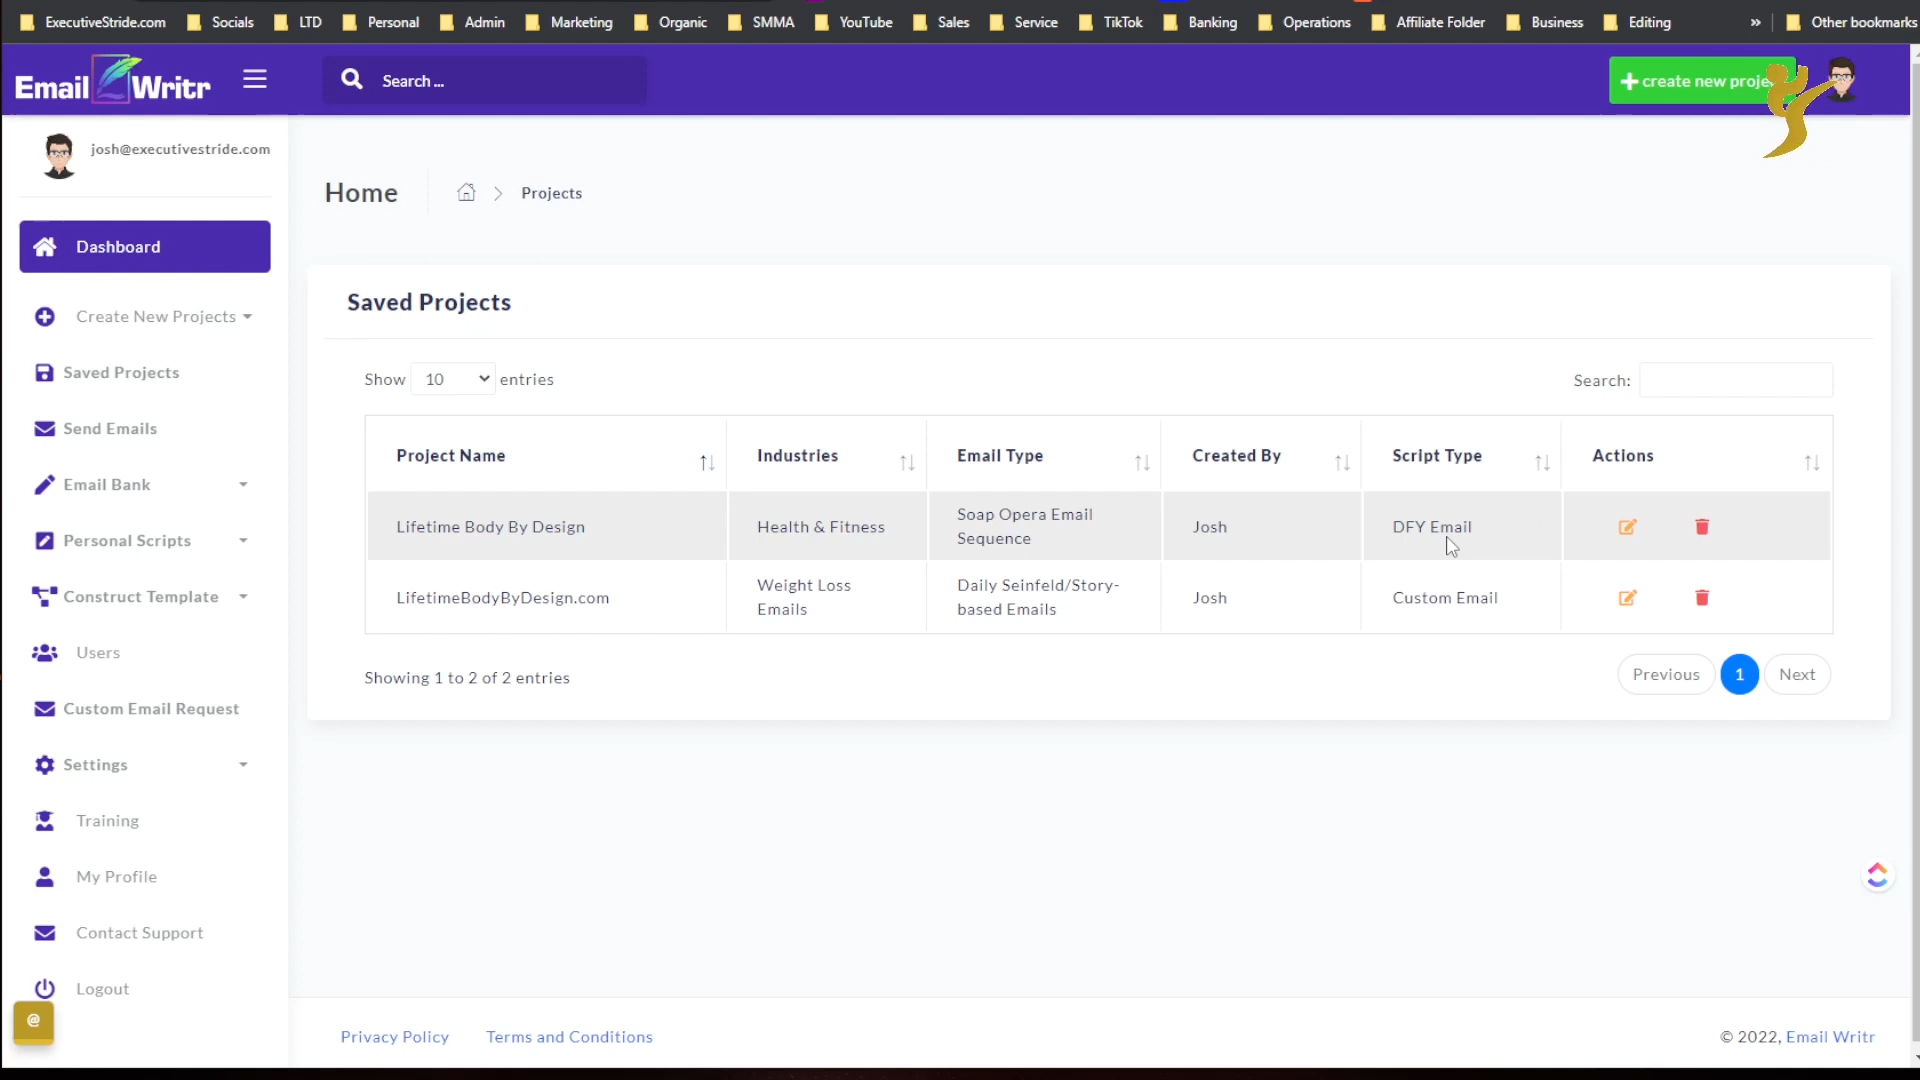 ExecutiveStride.com Socials LTD Personal Admin Marketing Organic SMMA YouTube Sales Service TikTok Banking Operations Affiliate Folder Business Editing » Other bookmarks
Email Writr
Search ...
create new proje
josh@executivestride.com
Home
Projects
Dashboard
Create New Projects
Saved Projects
Send Emails
Email Bank
Personal Scripts
Construct Template
Users
Custom Email Request
Settings
Training
My Profile
Contact Support
Logout
@
Saved Projects
Show 10 entries
Search:
Project Name Industries Email Type Created By Script Type Actions
Lifetime Body By Design Health & Fitness Soap Opera Email Josh DFY Email
Sequence
LifetimeBodyByDesign.com Weight Loss Daily Seinfeld/Story- Josh Custom Email
Emails based Emails
Showing 1 to 2 of 2 entries
Previous 1 Next
Privacy Policy Terms and Conditions
© 2022, Email Writr